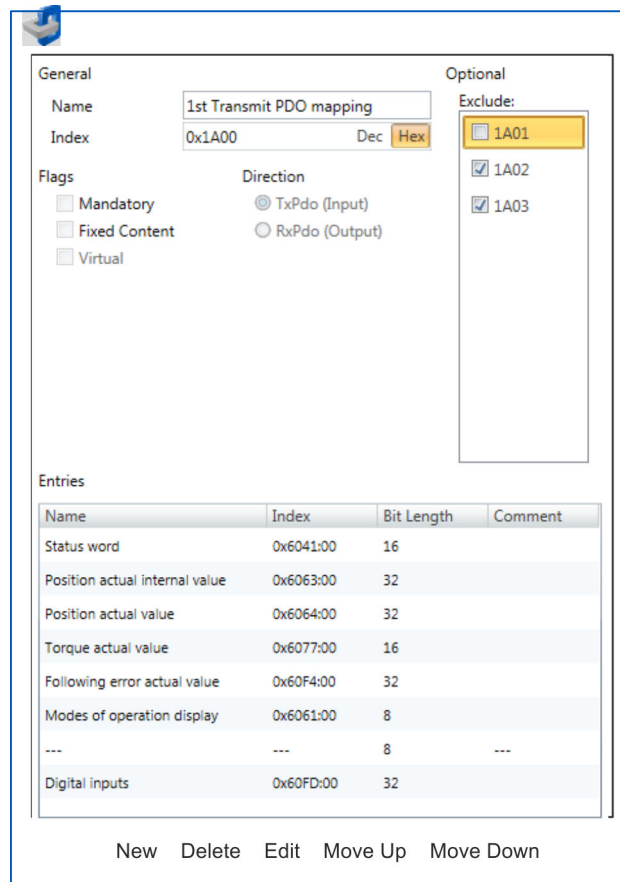 General
Optional
Name 1st Transmit PDO mapping
Exclude:
Index 0x1A00 Dec Hex
1A01
1A02
1A03
Flags
Direction
Mandatory
TxPdo (Input)
Fixed Content
RxPdo (Output)
Virtual
Entries
Name Index Bit Length Comment
Status word 0x6041:00 16
Position actual internal value 0x6063:00 32
Position actual value 0x6064:00 32
Torque actual value 0x6077:00 16
Following error actual value 0x60F4:00 32
Modes of operation display 0x6061:00 8
--- --- 8 ---
Digital inputs 0x60FD:00 32
New Delete Edit Move Up Move Down